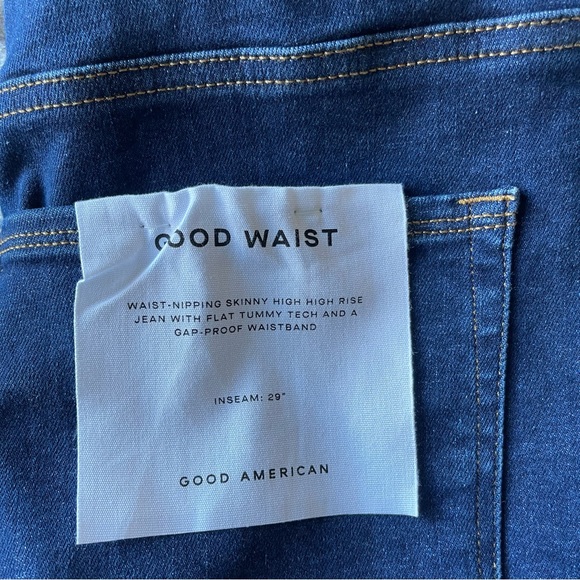 GOOD WAIST
WAIST-NIPPING SKINNY HIGH HIGH RISE
JEAN WITH FLAT TUMMY TECH AND A
GAP-PROOF WAISTBAND
INSEAM: 29"
GOOD AMERICAN